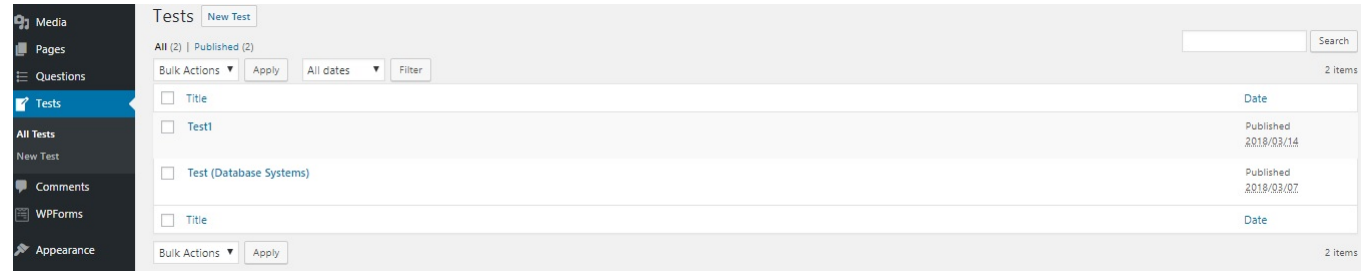 Media
Pages
Questions
Tests
All Tests
New Test
Comments
WPForms
Appearance
Tests New Test
All (2) | Published (2)
Search
Bulk Actions Apply All dates Filter 2 items
Title Date
Test1 Published
2018/03/14
Test (Database Systems) Published
2018/03/07
Title Date
Bulk Actions Apply 2 items